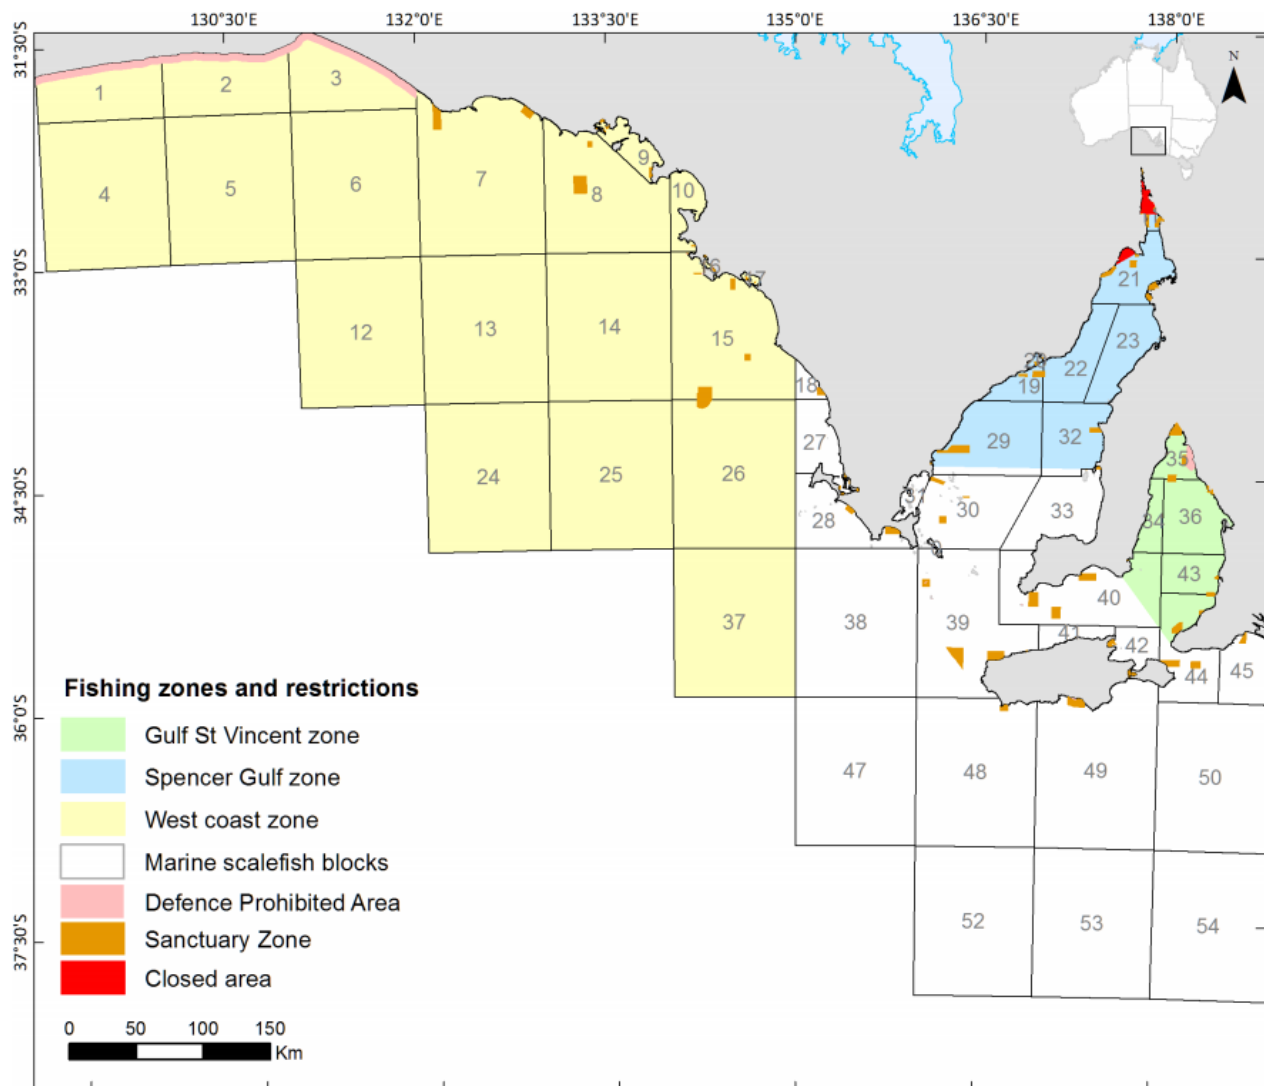 130°30'E 132°0'E 133°30'E 135°0'E 136°30'E 138°0'E
31°30'S
33°0'S
34°30'S
36°0'S
37°30'S
N
1 2 3
4 5 6 7 8 9 10
12 13 14 15 16 17
18 19 20 21 22 23
24 25 26 27 28 29 30 31 32 33
34 35 36
37 38 39 40 41 42 43 44 45
47 48 49 50
52 53 54
Fishing zones and restrictions
Gulf St Vincent zone
Spencer Gulf zone
West coast zone
Marine scalefish blocks
Defence Prohibited Area
Sanctuary Zone
Closed area
0 50 100 150
Km